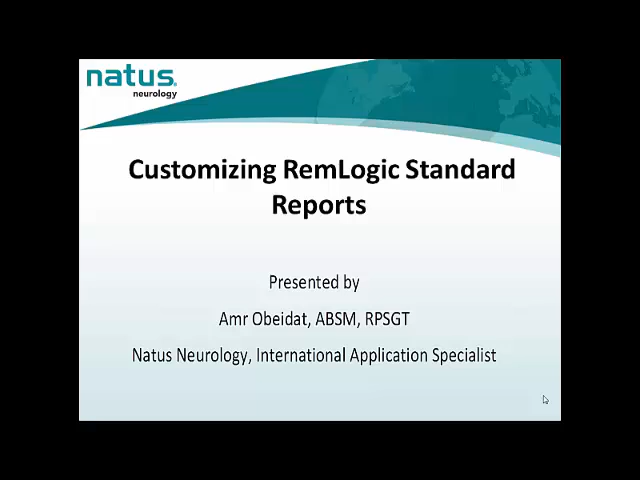 natus
neurology
Customizing RemLogic Standard
Reports
Presented by
Amr Obeidat, ABSM, RPSGT
Natus Neurology, International Application Specialist